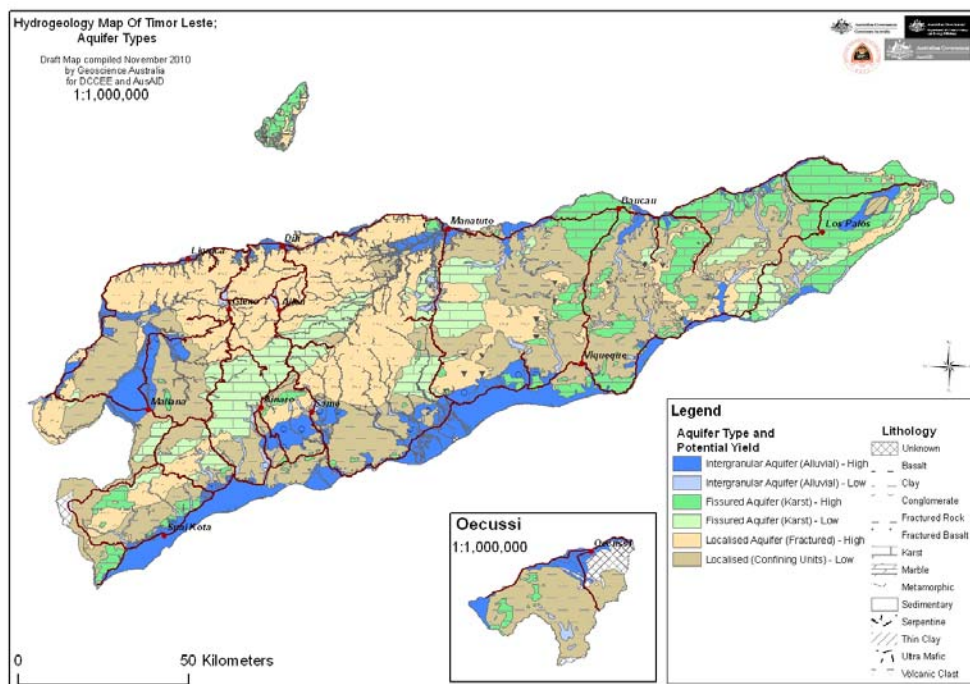 Hydrogeology Map Of Timor Leste;
Aquifer Types
Draft Map compiled November 2010
by Geoscience Australia
for DCCEE and AusAID
1:1,000,000
Australian Government
Baucau
Manatuto
Los Palos
Dili
Liquica
Gleno
Aileu
Viqueque
Maliana
Ainaro
Same
Suai Kota
Legend
Aquifer Type and
Potential Yield
Intergranular Aquifer (Alluvial) - High
Intergranular Aquifer (Alluvial) - Low
Fissured Aquifer (Karst) - High
Fissured Aquifer (Karst) - Low
Localised Aquifer (Fractured) - High
Localised (Confining Units) - Low
Lithology
Unknown
Basalt
Clay
Conglomerate
Fractured Rock
Fractured Basalt
Karst
Marble
Metamorphic
Sedimentary
Serpentine
Thin Clay
Ultra Mafic
Volcanic Clast
Oecussi
1:1,000,000
Oecussi
0 50 Kilometers